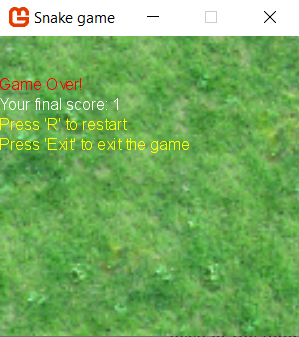 Snake game
Game Over!
Your final score: 1
Press 'R' to restart
Press 'Exit' to exit the game